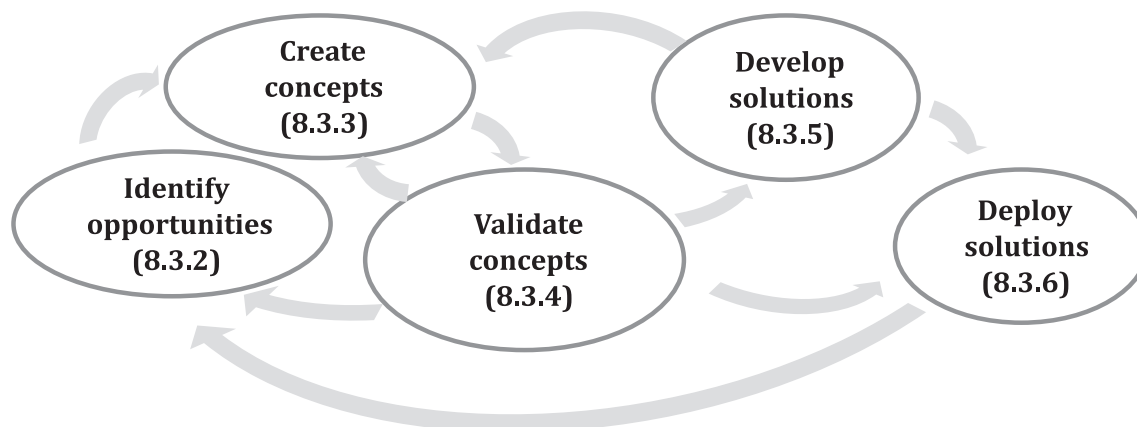 Create
concepts
(8.3.3)
Develop
solutions
(8.3.5)
Identify
opportunities
(8.3.2)
Validate
concepts
(8.3.4)
Deploy
solutions
(8.3.6)